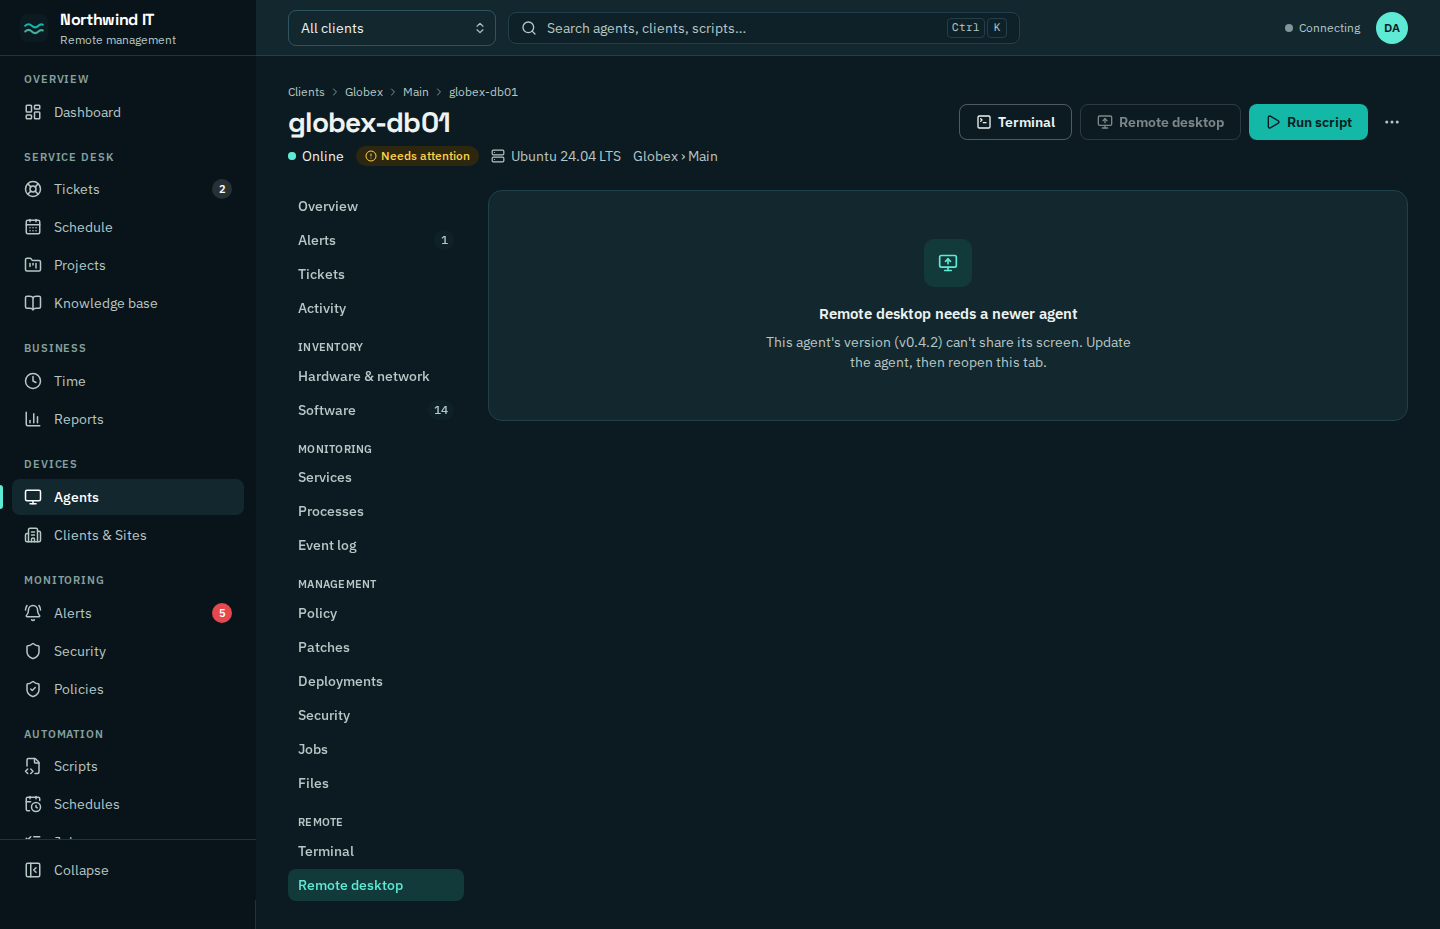 Northwind IT
Remote management
All clients
Search agents, clients, scripts...
Ctrl K
Connecting
DA
OVERVIEW
Dashboard
SERVICE DESK
Tickets 2
Schedule
Projects
Knowledge base
BUSINESS
Time
Reports
DEVICES
Agents
Clients & Sites
MONITORING
Alerts 5
Security
Policies
AUTOMATION
Scripts
Schedules
Collapse
Clients > Globex > Main > globex-db01
globex-db01
Terminal
Remote desktop
Run script
Online
Needs attention
Ubuntu 24.04 LTS
Globex › Main
Overview
Alerts 1
Tickets
Activity
INVENTORY
Hardware & network
Software 14
MONITORING
Services
Processes
Event log
MANAGEMENT
Policy
Patches
Deployments
Security
Jobs
Files
REMOTE
Terminal
Remote desktop
Remote desktop needs a newer agent
This agent's version (v0.4.2) can't share its screen. Update
the agent, then reopen this tab.